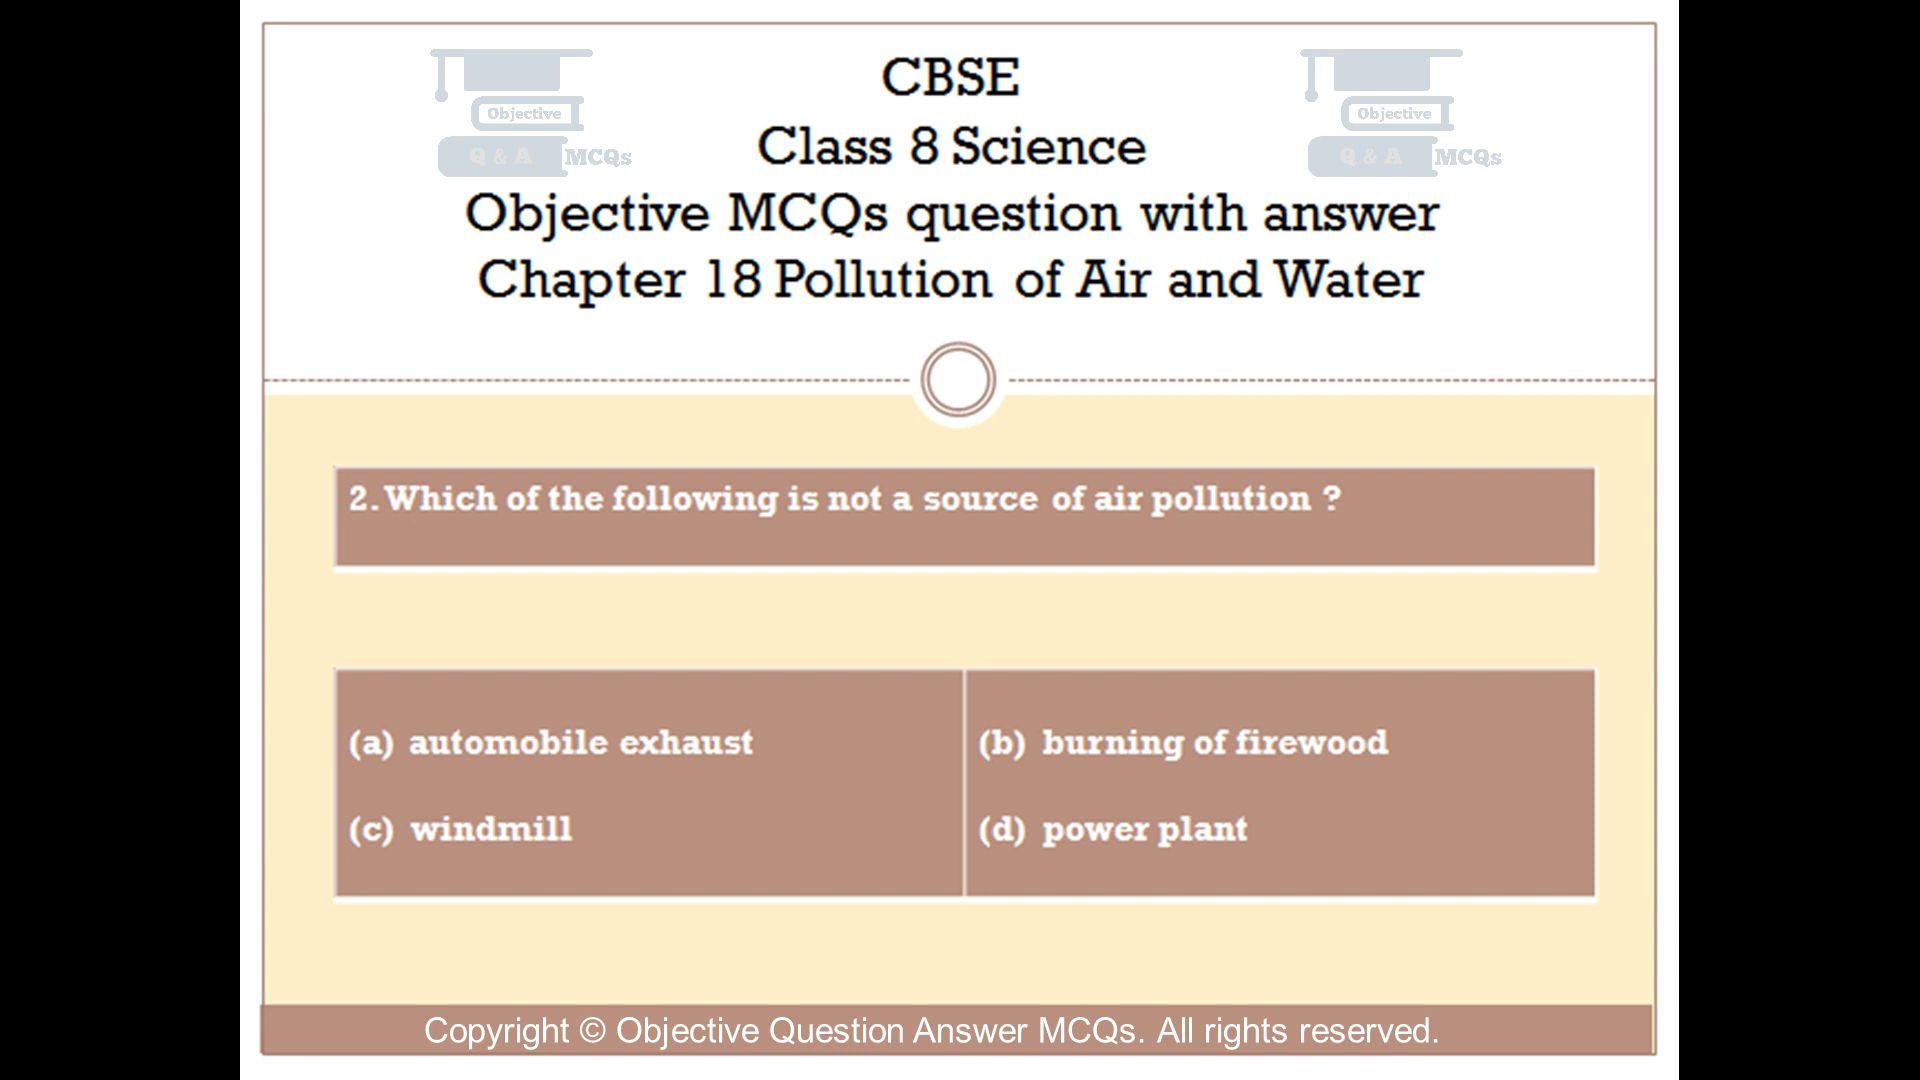 CBSE
Class 8 Science
Objective MCQs question with answer
Chapter 18 Pollution of Air and Water
Objective
Q & A MCQs
Objective
Q & A MCQs
2. Which of the following is not a source of air pollution ?
(a) automobile exhaust
(b) burning of firewood
(c) windmill
(d) power plant
Copyright © Objective Question Answer MCQs. All rights reserved.